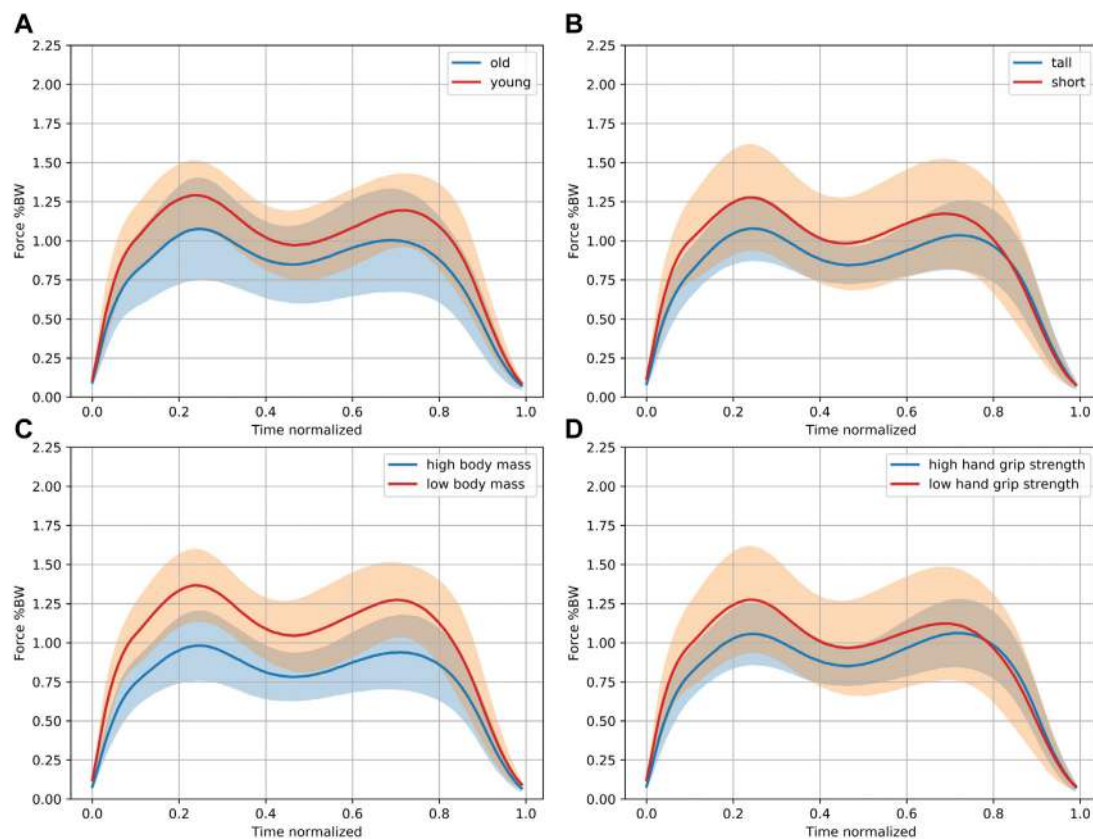 A
2.25
2.00
1.75
1.50
1.25
1.00
0.75
0.50
0.25
0.00
Force %BW
old
young
0.0 0.2 0.4 0.6 0.8 1.0
Time normalized
B
2.25
2.00
1.75
1.50
1.25
1.00
0.75
0.50
0.25
0.00
Force %BW
tall
short
0.0 0.2 0.4 0.6 0.8 1.0
Time normalized
C
2.25
2.00
1.75
1.50
1.25
1.00
0.75
0.50
0.25
0.00
Force %BW
high body mass
low body mass
0.0 0.2 0.4 0.6 0.8 1.0
Time normalized
D
2.25
2.00
1.75
1.50
1.25
1.00
0.75
0.50
0.25
0.00
Force %BW
high hand grip strength
low hand grip strength
0.0 0.2 0.4 0.6 0.8 1.0
Time normalized